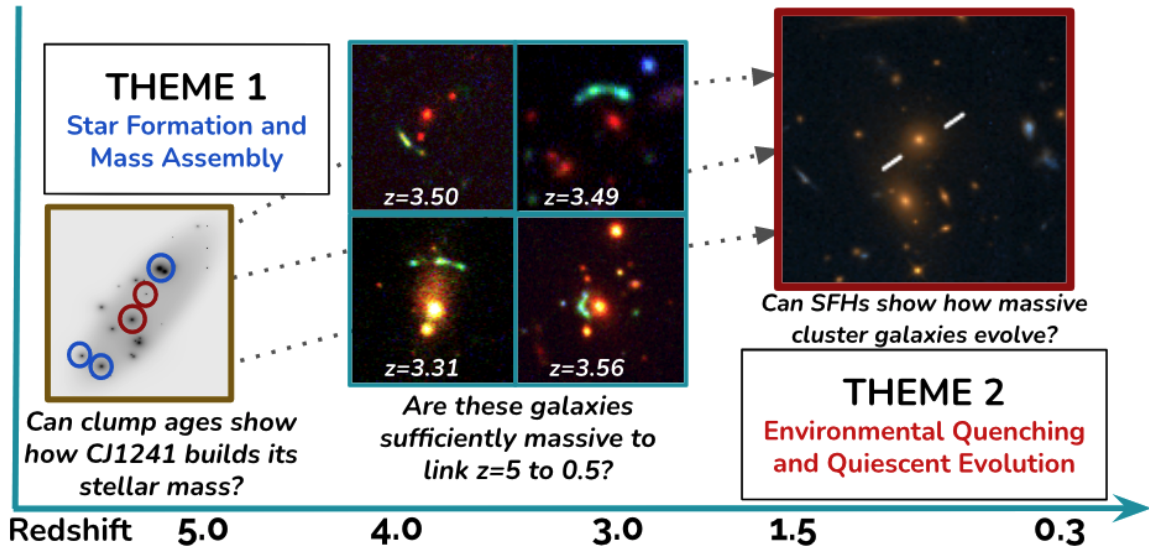 THEME 1
Star Formation and
Mass Assembly
Can clump ages show
how CJ1241 builds its
stellar mass?
z=3.50
z=3.49
z=3.31
z=3.56
Are these galaxies
sufficiently massive to
link z=5 to 0.5?
Can SFHs show how massive
cluster galaxies evolve?
THEME 2
Environmental Quenching
and Quiescent Evolution
Redshift 5.0 4.0 3.0 1.5 0.3